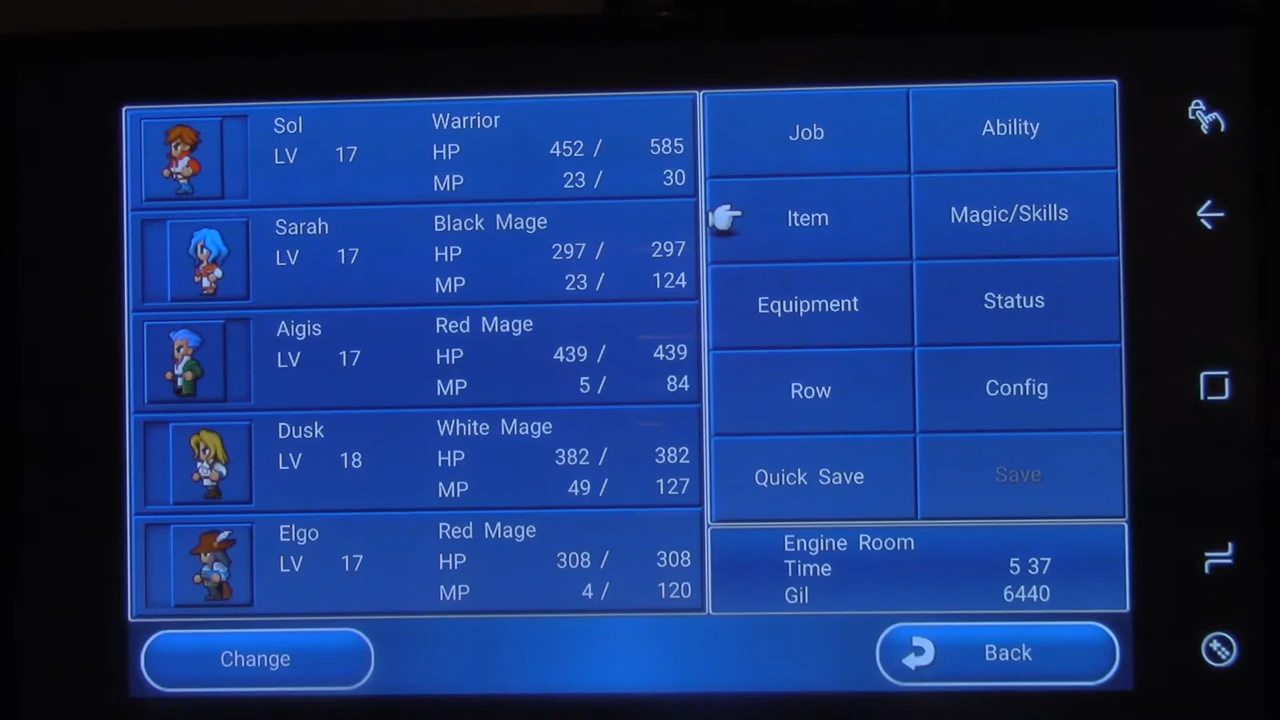 Sol Warrior
LV 17 HP 452 / 585
MP 23 / 30
Sarah Black Mage
LV 17 HP 297 / 297
MP 23 / 124
Aigis Red Mage
LV 17 HP 439 / 439
MP 5 / 84
Dusk White Mage
LV 18 HP 382 / 382
MP 49 / 127
Elgo Red Mage
LV 17 HP 308 / 308
MP 4 / 120
Change
Job Ability
Item Magic/Skills
Equipment Status
Row Config
Quick Save Save
Engine Room
Time 5 37
Gil 6440
Back